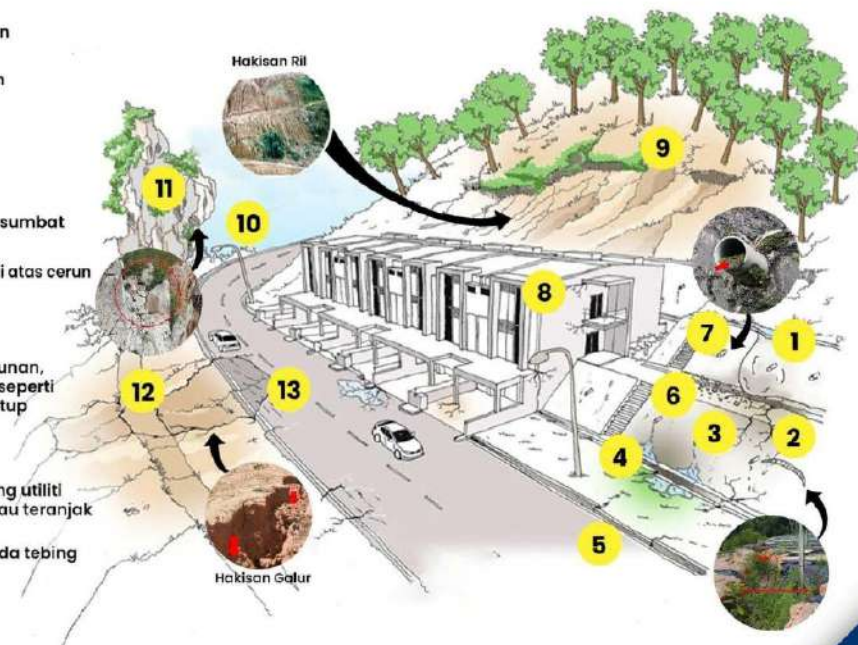 n
n
sumbat
i atas cerun
unan,
seperti
tup
ng utiliti
au teranjak
da tebing
Hakisan Ril
9
11
10
8
7
1
6
12
13
3
2
4
5
Hakisan Galur